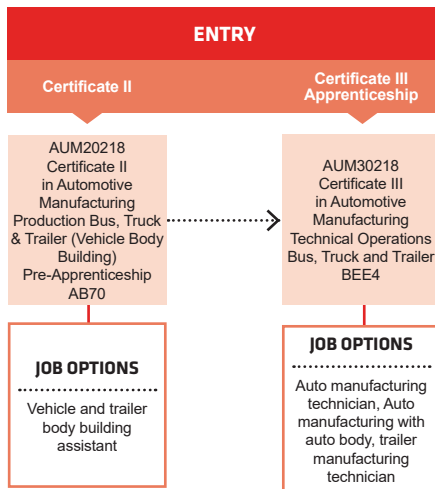 ENTRY
Certificate II
Certificate III
Apprenticeship
AUM20218
Certificate II
in Automotive
Manufacturing
Production Bus, Truck
& Trailer (Vehicle Body
Building)
Pre-Apprenticeship
AB70
AUM30218
Certificate III
in Automotive
Manufacturing
Technical Operations
Bus, Truck and Trailer
BEE4
JOB OPTIONS
Vehicle and trailer
body building
assistant
JOB OPTIONS
Auto manufacturing
technician, Auto
manufacturing with
auto body, trailer
manufacturing
technician